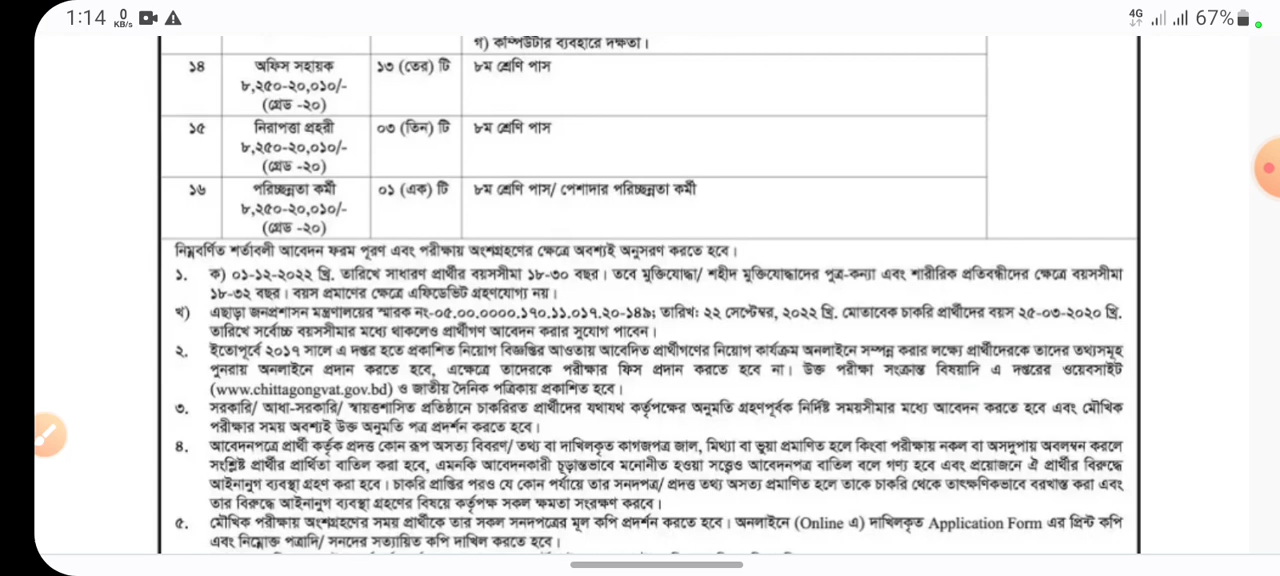 1:14 0 KB/s 4G 67%
গ) কম্পিউটার ব্যবহারে দক্ষতা।
১৪ অফিস সহায়ক ১৩ (তের) টি ৮ম শ্রেণি পাস
৮,২৫০-২০,০১০/-
(গ্রেড -২০)
১৫ নিরাপত্তা প্রহরী ০৩ (তিন) টি ৮ম শ্রেণি পাস
৮,২৫০-২০,০১০/-
(গ্রেড -২০)
১৬ পরিচ্ছন্নতা কর্মী ০১ (এক) টি ৮ম শ্রেণি পাস/ পেশাদার পরিচ্ছন্নতা কর্মী
৮,২৫০-২০,০১০/-
(গ্রেড -২০)
নিম্নবর্ণিত শর্তাবলী আবেদন ফরম পূরণ এবং পরীক্ষায় অংশগ্রহণের ক্ষেত্রে অবশ্যই অনুসরণ করতে হবে।
১. ক) ০১-১২-২০২২ খ্রি. তারিখে সাধারণ প্রার্থীর বয়সসীমা ১৮-৩০ বছর। তবে মুক্তিযোদ্ধা/ শহীদ মুক্তিযোদ্ধাদের পুত্র-কন্যা এবং শারীরিক প্রতিবন্ধীদের ক্ষেত্রে বয়সসীমা
১৮-৩২ বছর। বয়স প্রমাণের ক্ষেত্রে এফিডেভিট গ্রহণযোগ্য নয়।
খ) এছাড়া জনপ্রশাসন মন্ত্রণালয়ের স্মারক নং-০৫.০০.০০০০.১৭০.১১.০১৭.২০-১৪৯; তারিখ: ২২ সেপ্টেম্বর, ২০২২ খ্রি. মোতাবেক চাকরি প্রার্থীদের বয়স ২৫-০৩-২০২০ খ্রি.
তারিখে সর্বোচ্চ বয়সসীমার মধ্যে থাকলেও প্রার্থীগণ আবেদন করার সুযোগ পাবেন।
২. ইতোপূর্বে ২০১৭ সালে এ দপ্তর হতে প্রকাশিত নিয়োগ বিজ্ঞপ্তির আওতায় আবেদিত প্রার্থীগণের নিয়োগ কার্যক্রম অনলাইনে সম্পন্ন করার লক্ষ্যে প্রার্থীদেরকে তাদের তথ্যসমূহ
পুনরায় অনলাইনে প্রদান করতে হবে, এক্ষেত্রে তাদেরকে পরীক্ষার ফিস প্রদান করতে হবে না। উক্ত পরীক্ষা সংক্রান্ত বিষয়াদি এ দপ্তরের ওয়েবসাইট
(www.chittagongvat.gov.bd) ও জাতীয় দৈনিক পত্রিকায় প্রকাশিত হবে।
৩. সরকারি/ আধা-সরকারি/ স্বায়ত্তশাসিত প্রতিষ্ঠানে চাকরিরত প্রার্থীদের যথাযথ কর্তৃপক্ষের অনুমতি গ্রহণপূর্বক নির্দিষ্ট সময়সীমার মধ্যে আবেদন করতে হবে এবং মৌখিক
পরীক্ষার সময় অবশ্যই উক্ত অনুমতি পত্র প্রদর্শন করতে হবে।
৪. আবেদনপত্রে প্রার্থী কর্তৃক প্রদত্ত কোন রূপ অসত্য বিবরণ/ তথ্য বা দাখিলকৃত কাগজপত্র জাল, মিথ্যা বা ভুয়া প্রমাণিত হলে কিংবা পরীক্ষায় নকল বা অসদুপায় অবলম্বন করলে
সংশ্লিষ্ট প্রার্থীর প্রার্থিতা বাতিল করা হবে, এমনকি আবেদনকারী চূড়ান্তভাবে মনোনীত হওয়া সত্ত্বেও আবেদনপত্র বাতিল বলে গণ্য হবে এবং প্রয়োজনে ঐ প্রার্থীর বিরুদ্ধে
আইনানুগ ব্যবস্থা গ্রহণ করা হবে। চাকরি প্রাপ্তির পরও যে কোন পর্যায়ে তার সনদপত্র/ প্রদত্ত তথ্য অসত্য প্রমাণিত হলে তাকে চাকরি থেকে তাৎক্ষণিকভাবে বরখাস্ত করা এবং
তার বিরুদ্ধে আইনানুগ ব্যবস্থা গ্রহণের বিষয়ে কর্তৃপক্ষ সকল ক্ষমতা সংরক্ষণ করবে।
৫. মৌখিক পরীক্ষায় অংশগ্রহণের সময় প্রার্থীকে তার সকল সনদপত্রের মূল কপি প্রদর্শন করতে হবে। অনলাইনে (Online এ) দাখিলকৃত Application Form এর প্রিন্ট কপি
এবং নিম্নোক্ত পত্রাদি/ সনদের সত্যায়িত কপি দাখিল করতে হবে।